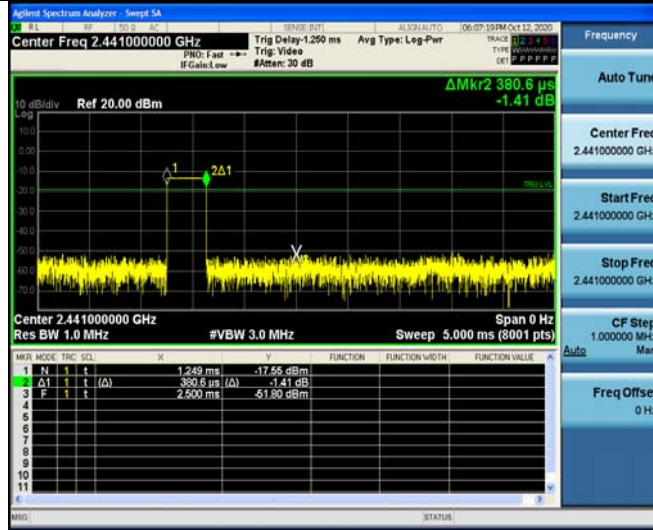 Agilent Spectrum Analyzer - Swept SA
RL RF 50 Ω AC SENSE:INT ALIGN AUTO 06:07:19 PM Oct 12, 2020
Center Freq 2.441000000 GHz
PNO: Fast
IFGain:Low
Trig Delay-1.250 ms
Trig: Video
#Atten: 30 dB
Avg Type: Log-Pwr
TRACE 1 2 3 4 5 6
TYPE
DET P P P P P P
Frequency
Auto Tune
Center Freq
2.441000000 GHz
Start Freq
2.441000000 GHz
Stop Freq
2.441000000 GHz
CF Step
1.000000 MHz
Auto Man
Freq Offset
0 Hz
ΔMkr2 380.6 µs
-1.41 dB
10 dB/div Ref 20.00 dBm
Log
10.0
0.00
-10.0
-20.0
-30.0
-40.0
-50.0
-60.0
-70.0
1
2Δ1
TRIG LVL
X
Center 2.441000000 GHz Span 0 Hz
Res BW 1.0 MHz #VBW 3.0 MHz Sweep 5.000 ms (8001 pts)
MKR MODE TRC SCL X Y FUNCTION FUNCTION WIDTH FUNCTION VALUE
1 N 1 t 1.249 ms -17.55 dBm
2 Δ1 1 t (Δ) 380.6 µs (Δ) -1.41 dB
3 F 1 t 2.500 ms -51.80 dBm
4
5
6
7
8
9
10
11
MSG STATUS